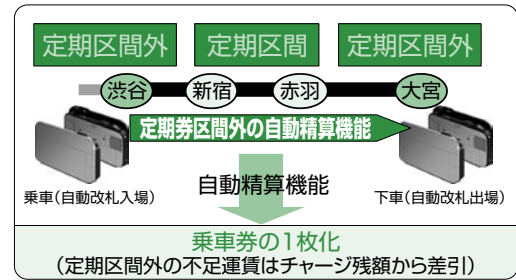 定期区間外 定期区間 定期区間外
渋谷 新宿 赤羽 大宮
定期券区間外の自動精算機能
乗車(自動改札入場) 自動精算機能 下車(自動改札出場)
乗車券の1枚化
(定期区間外の不足運賃はチャージ残額から差引)